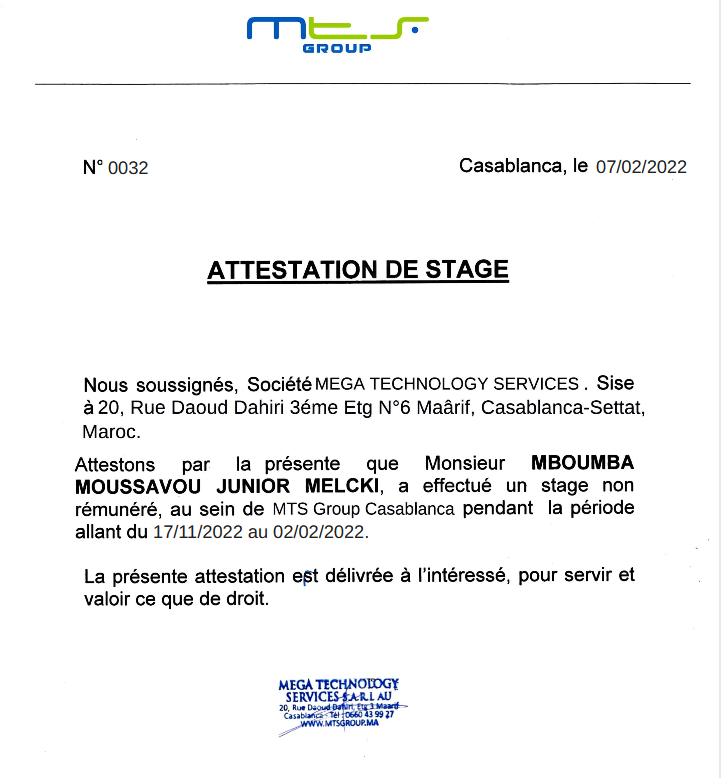 mts
GROUP
N° 0032
Casablanca, le 07/02/2022
ATTESTATION DE STAGE
Nous soussignés, Société MEGA TECHNOLOGY SERVICES . Sise
à 20, Rue Daoud Dahiri 3éme Etg N°6 Maârif, Casablanca-Settat,
Maroc.
Attestons par la présente que Monsieur MBOUMBA
MOUSSAVOU JUNIOR MELCKI, a effectué un stage non
rémunéré, au sein de MTS Group Casablanca pendant la période
allant du 17/11/2022 au 02/02/2022.
La présente attestation est délivrée à l'intéressé, pour servir et
valoir ce que de droit.
MEGA TECHNOLOGY
SERVICES S.A.R.L AU
20, Rue Daoud Dahiri, Etg 3 Maarif
Casablanca - Tél : 0660 43 99 27
WWW.MTSGROUP.MA